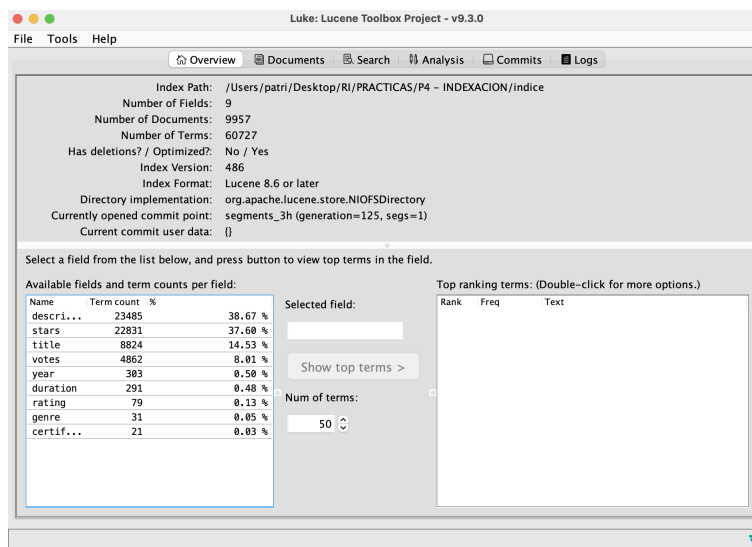 Luke: Lucene Toolbox Project - v9.3.0
File Tools Help
Overview Documents Search Analysis Commits Logs
Index Path: /Users/patri/Desktop/RI/PRACTICAS/P4 - INDEXACION/indice
Number of Fields: 9
Number of Documents: 9957
Number of Terms: 60727
Has deletions? / Optimized?: No / Yes
Index Version: 486
Index Format: Lucene 8.6 or later
Directory implementation: org.apache.lucene.store.NIOFSDirectory
Currently opened commit point: segments_3h (generation=125, segs=1)
Current commit user data: {}
Select a field from the list below, and press button to view top terms in the field.
Available fields and term counts per field:
Name Term count %
descri... 23485 38.67 %
stars 22831 37.60 %
title 8824 14.53 %
votes 4862 8.01 %
year 303 0.50 %
duration 291 0.48 %
rating 79 0.13 %
genre 31 0.05 %
certif... 21 0.03 %
Selected field:
Show top terms >
Num of terms:
50
Top ranking terms: (Double-click for more options.)
Rank Freq Text